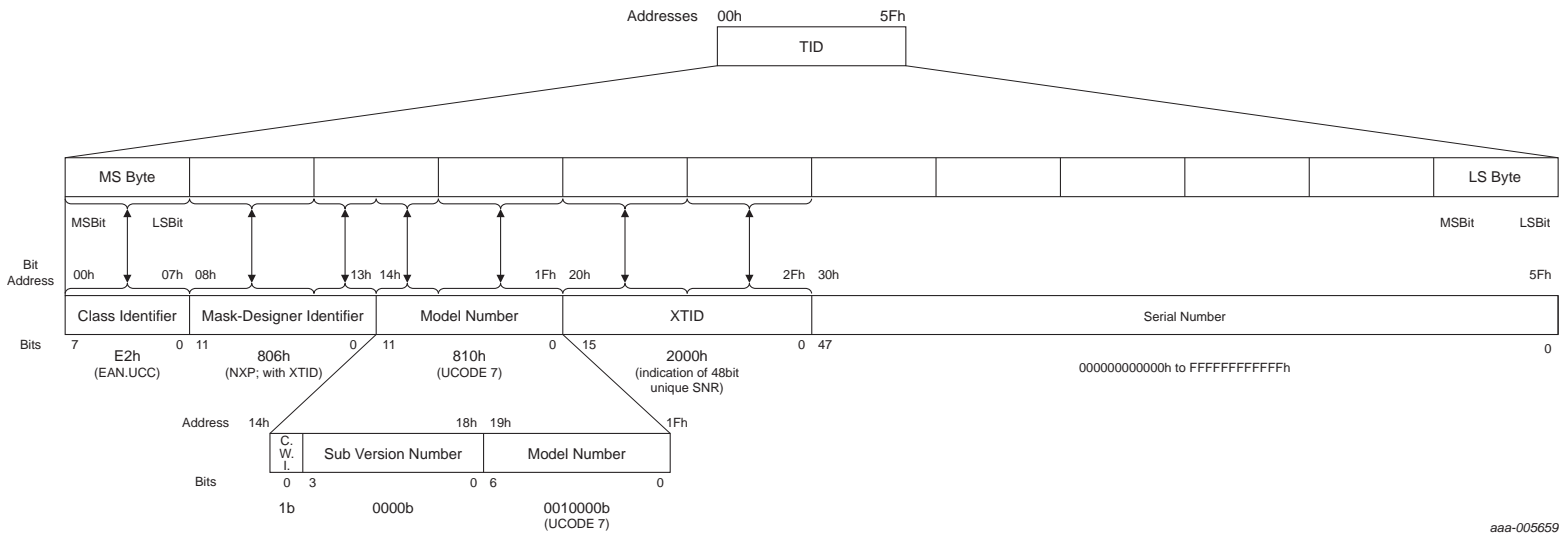 Addresses 00h 5Fh
TID
MS Byte LS Byte
MSBit LSBit MSBit LSBit
Bit
Address
00h 07h 08h 13h 14h 1Fh 20h 2Fh 30h 5Fh
Class Identifier Mask-Designer Identifier Model Number XTID Serial Number
Bits 7 0 11 0 11 0 15 0 47 0
E2h 806h 810h 2000h 000000000000h to FFFFFFFFFFFFh
(EAN.UCC) (NXP; with XTID) (UCODE 7) (indication of 48bit
unique SNR)
Address 14h 18h 19h 1Fh
C.
W.
I.
Sub Version Number Model Number
Bits 0 3 0 6 0
1b 0000b 0010000b
(UCODE 7)
aaa-005659